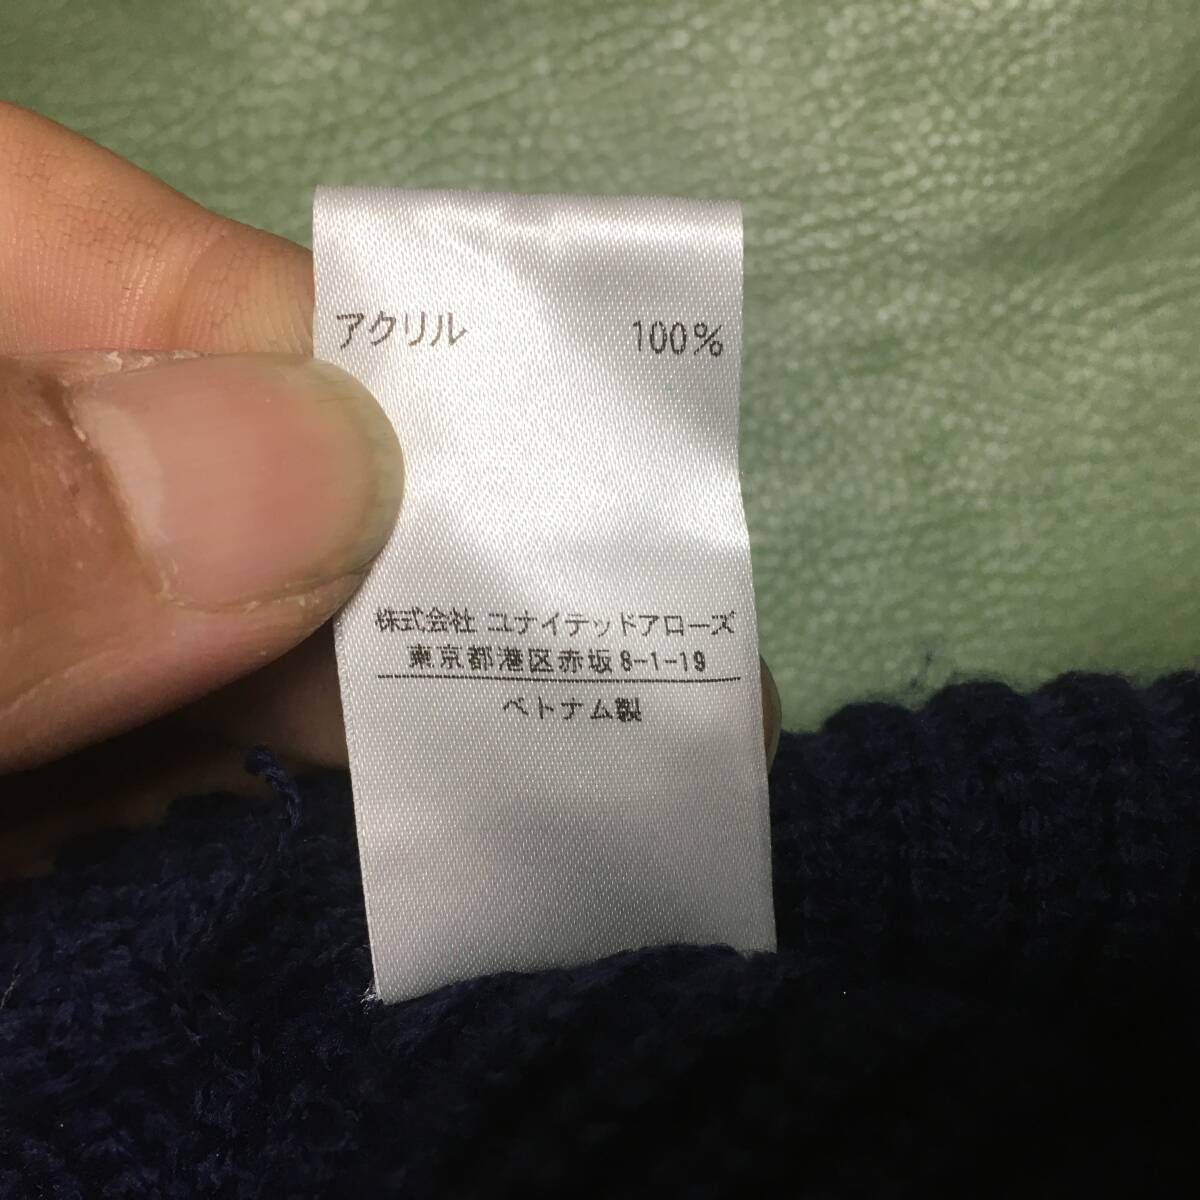 アクリル 100%
株式会社 ユナイテッドアローズ
東京都港区赤坂8-1-19
ベトナム製